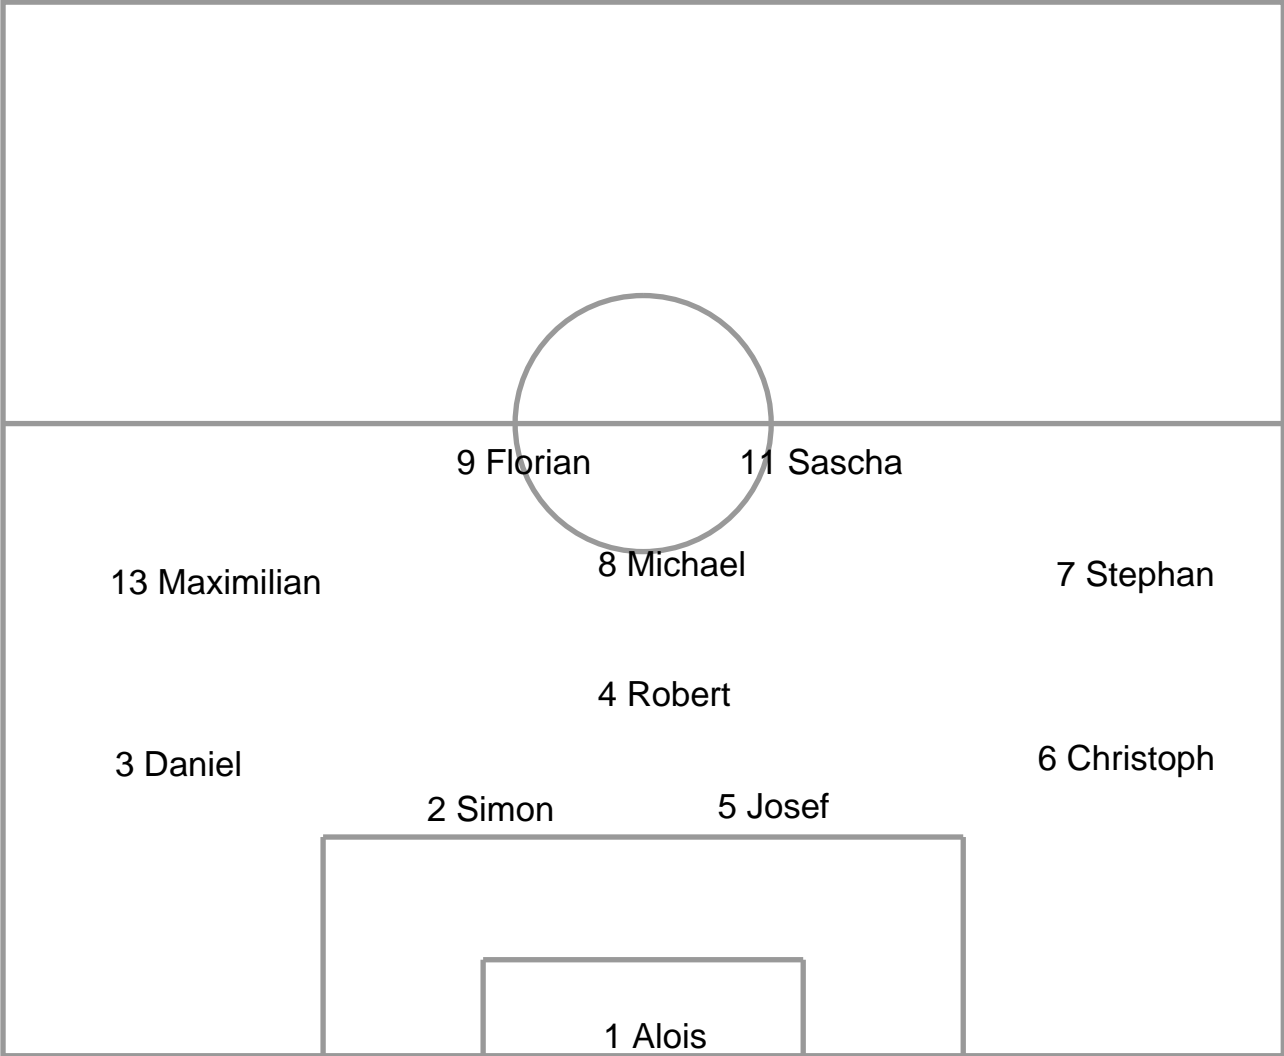 9 Florian
11 Sascha
8 Michael
13 Maximilian
7 Stephan
4 Robert
3 Daniel
6 Christoph
2 Simon
5 Josef
1 Alois